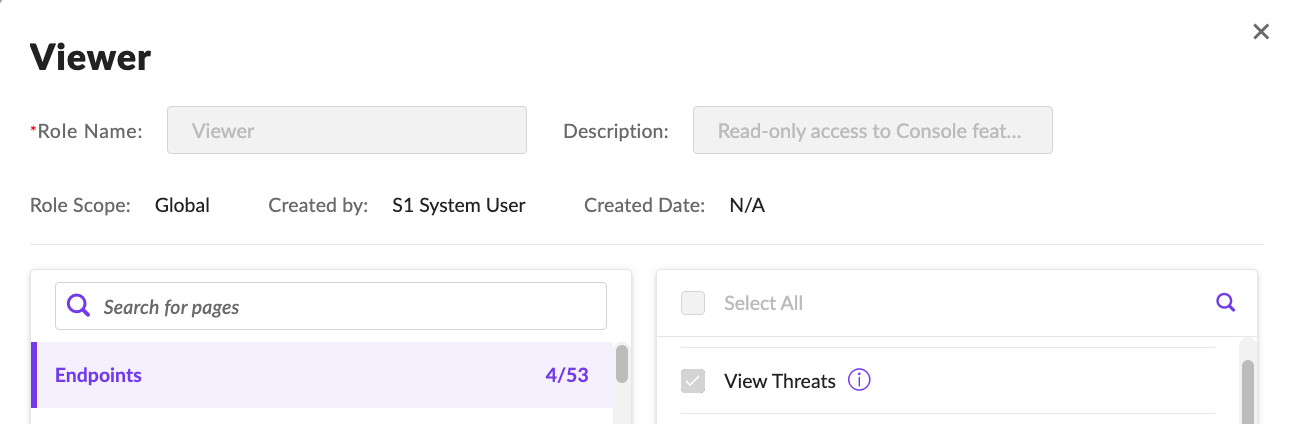 Viewer
*Role Name: Viewer Description: Read-only access to Console feat...
Role Scope: Global Created by: S1 System User Created Date: N/A
Search for pages
Select All
Endpoints 4/53
View Threats